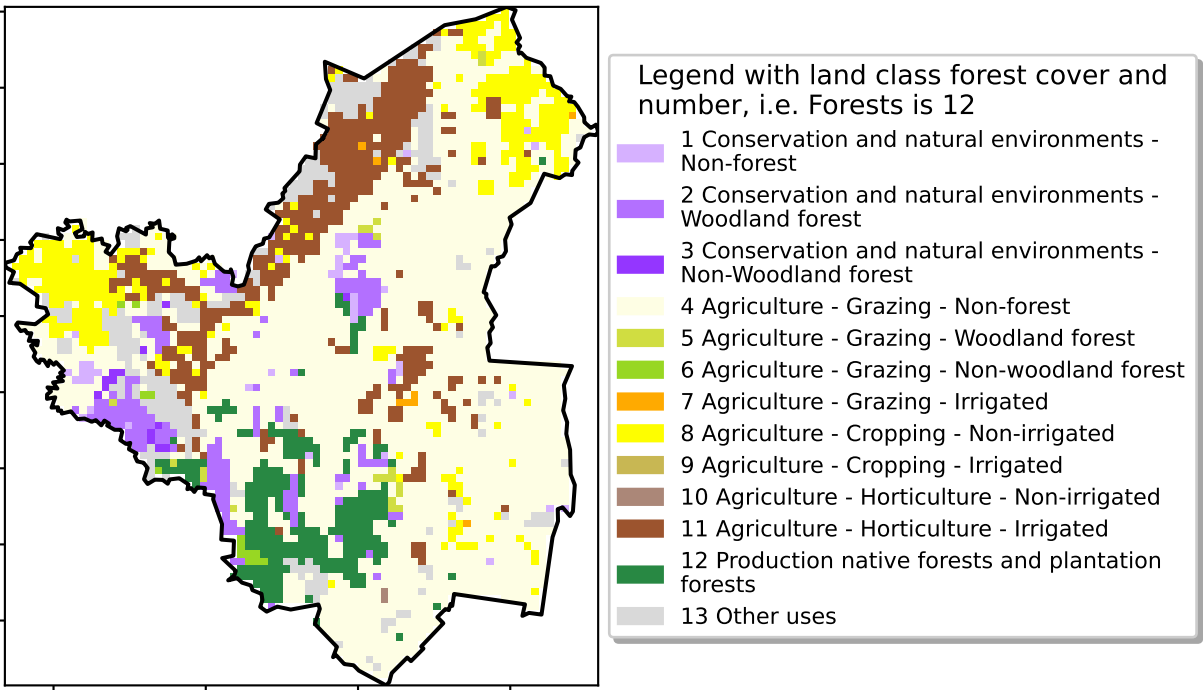 Legend with land class forest cover and
number, i.e. Forests is 12
1 Conservation and natural environments -
Non-forest
2 Conservation and natural environments -
Woodland forest
3 Conservation and natural environments -
Non-Woodland forest
4 Agriculture - Grazing - Non-forest
5 Agriculture - Grazing - Woodland forest
6 Agriculture - Grazing - Non-woodland forest
7 Agriculture - Grazing - Irrigated
8 Agriculture - Cropping - Non-irrigated
9 Agriculture - Cropping - Irrigated
10 Agriculture - Horticulture - Non-irrigated
11 Agriculture - Horticulture - Irrigated
12 Production native forests and plantation
forests
13 Other uses